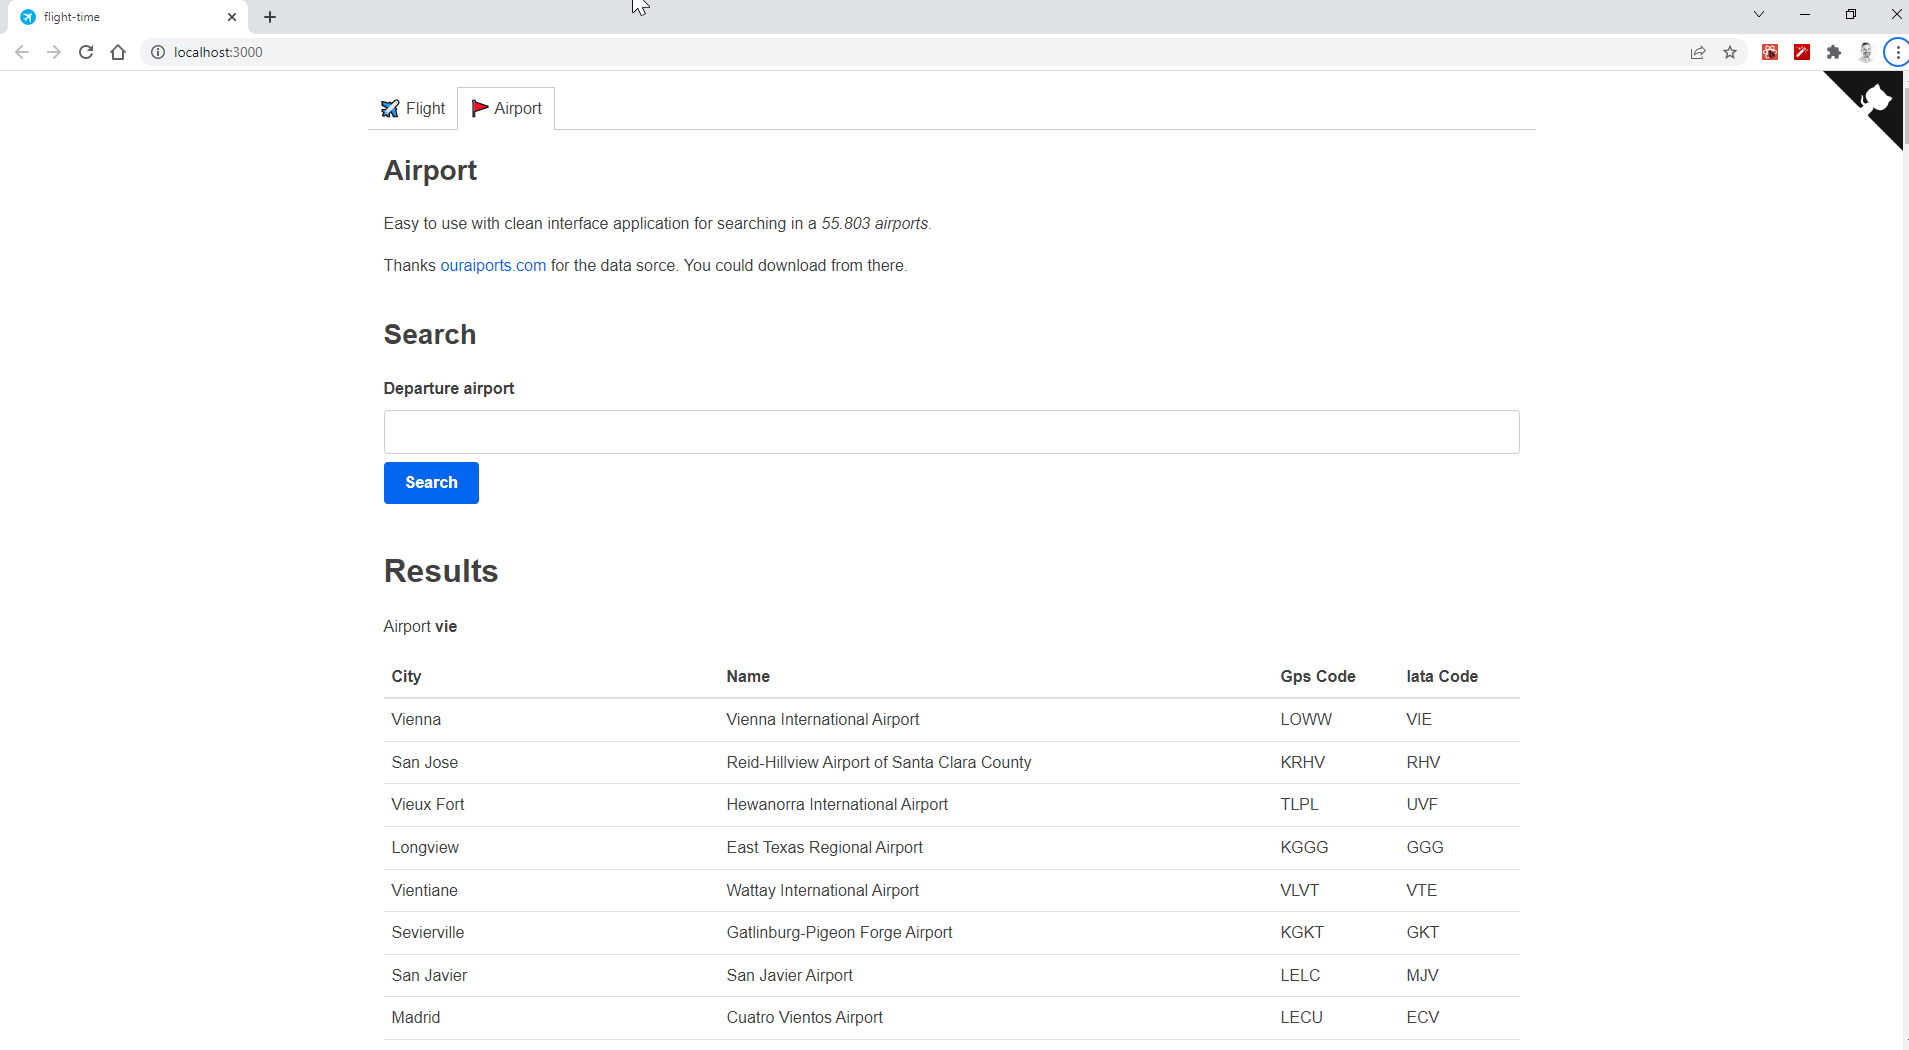 flight-time
localhost:3000
Flight Airport
Airport
Easy to use with clean interface application for searching in a 55.803 airports.
Thanks ouraiports.com for the data sorce. You could download from there.
Search
Departure airport
Search
Results
Airport vie
City Name Gps Code Iata Code
Vienna Vienna International Airport LOWW VIE
San Jose Reid-Hillview Airport of Santa Clara County KRHV RHV
Vieux Fort Hewanorra International Airport TLPL UVF
Longview East Texas Regional Airport KGGG GGG
Vientiane Wattay International Airport VLVT VTE
Sevierville Gatlinburg-Pigeon Forge Airport KGKT GKT
San Javier San Javier Airport LELC MJV
Madrid Cuatro Vientos Airport LECU ECV